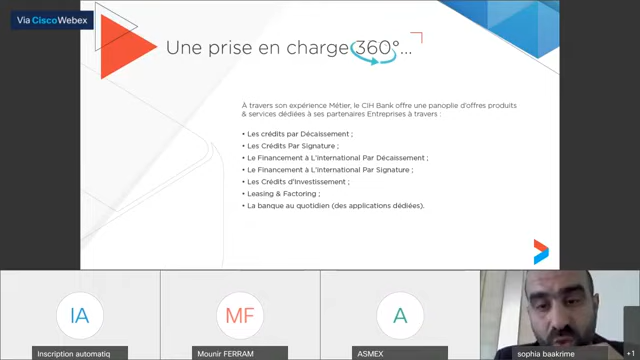 Via CiscoWebex
Une prise en charge 360°...
À travers son expérience Métier, le CIH Bank offre une panoplie d'offres produits
& services dédiées à ses partenaires Entreprises à travers :
• Les crédits par Décaissement ;
• Les Crédits Par Signature ;
• Le Financement à L'international Par Décaissement ;
• Le Financement à L'international Par Signature ;
• Les Crédits d'Investissement ;
• Leasing & Factoring ;
• La banque au quotidien (des applications dédiées).
IA
MF
A
Inscription automatiq
Mounir FERRAM
ASMEX
sophia baakrime
+1